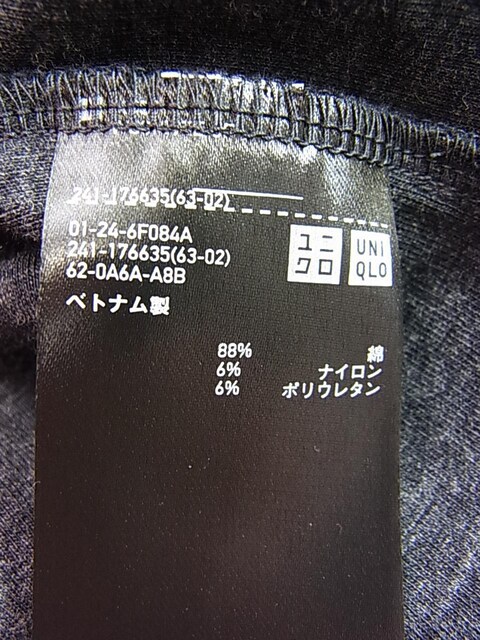 241-176635(63-02)
01-24-6F084A
241-176635(63-02)
62-0A6A-A8B
ユニ
クロ
UNI
QLO
ベトナム製
88% 綿
6% ナイロン
6% ポリウレタン